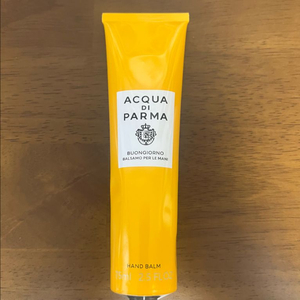 ACQUA
DI
PARMA
BUONGIORNO
BALSAMO PER LE MANI
HAND BALM